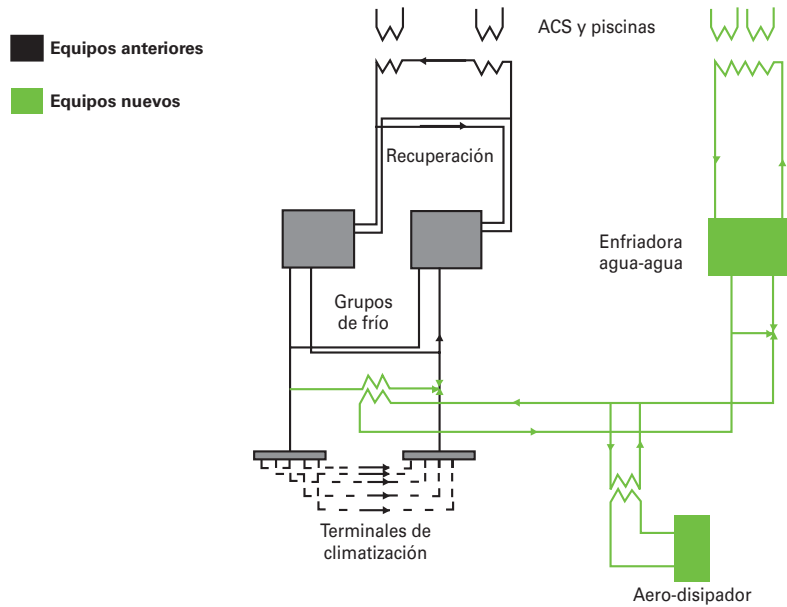 ACS y piscinas
Equipos anteriores
Equipos nuevos
Recuperación
Enfriadora
agua-agua
Grupos
de frío
Terminales de
climatización
Aero-disipador